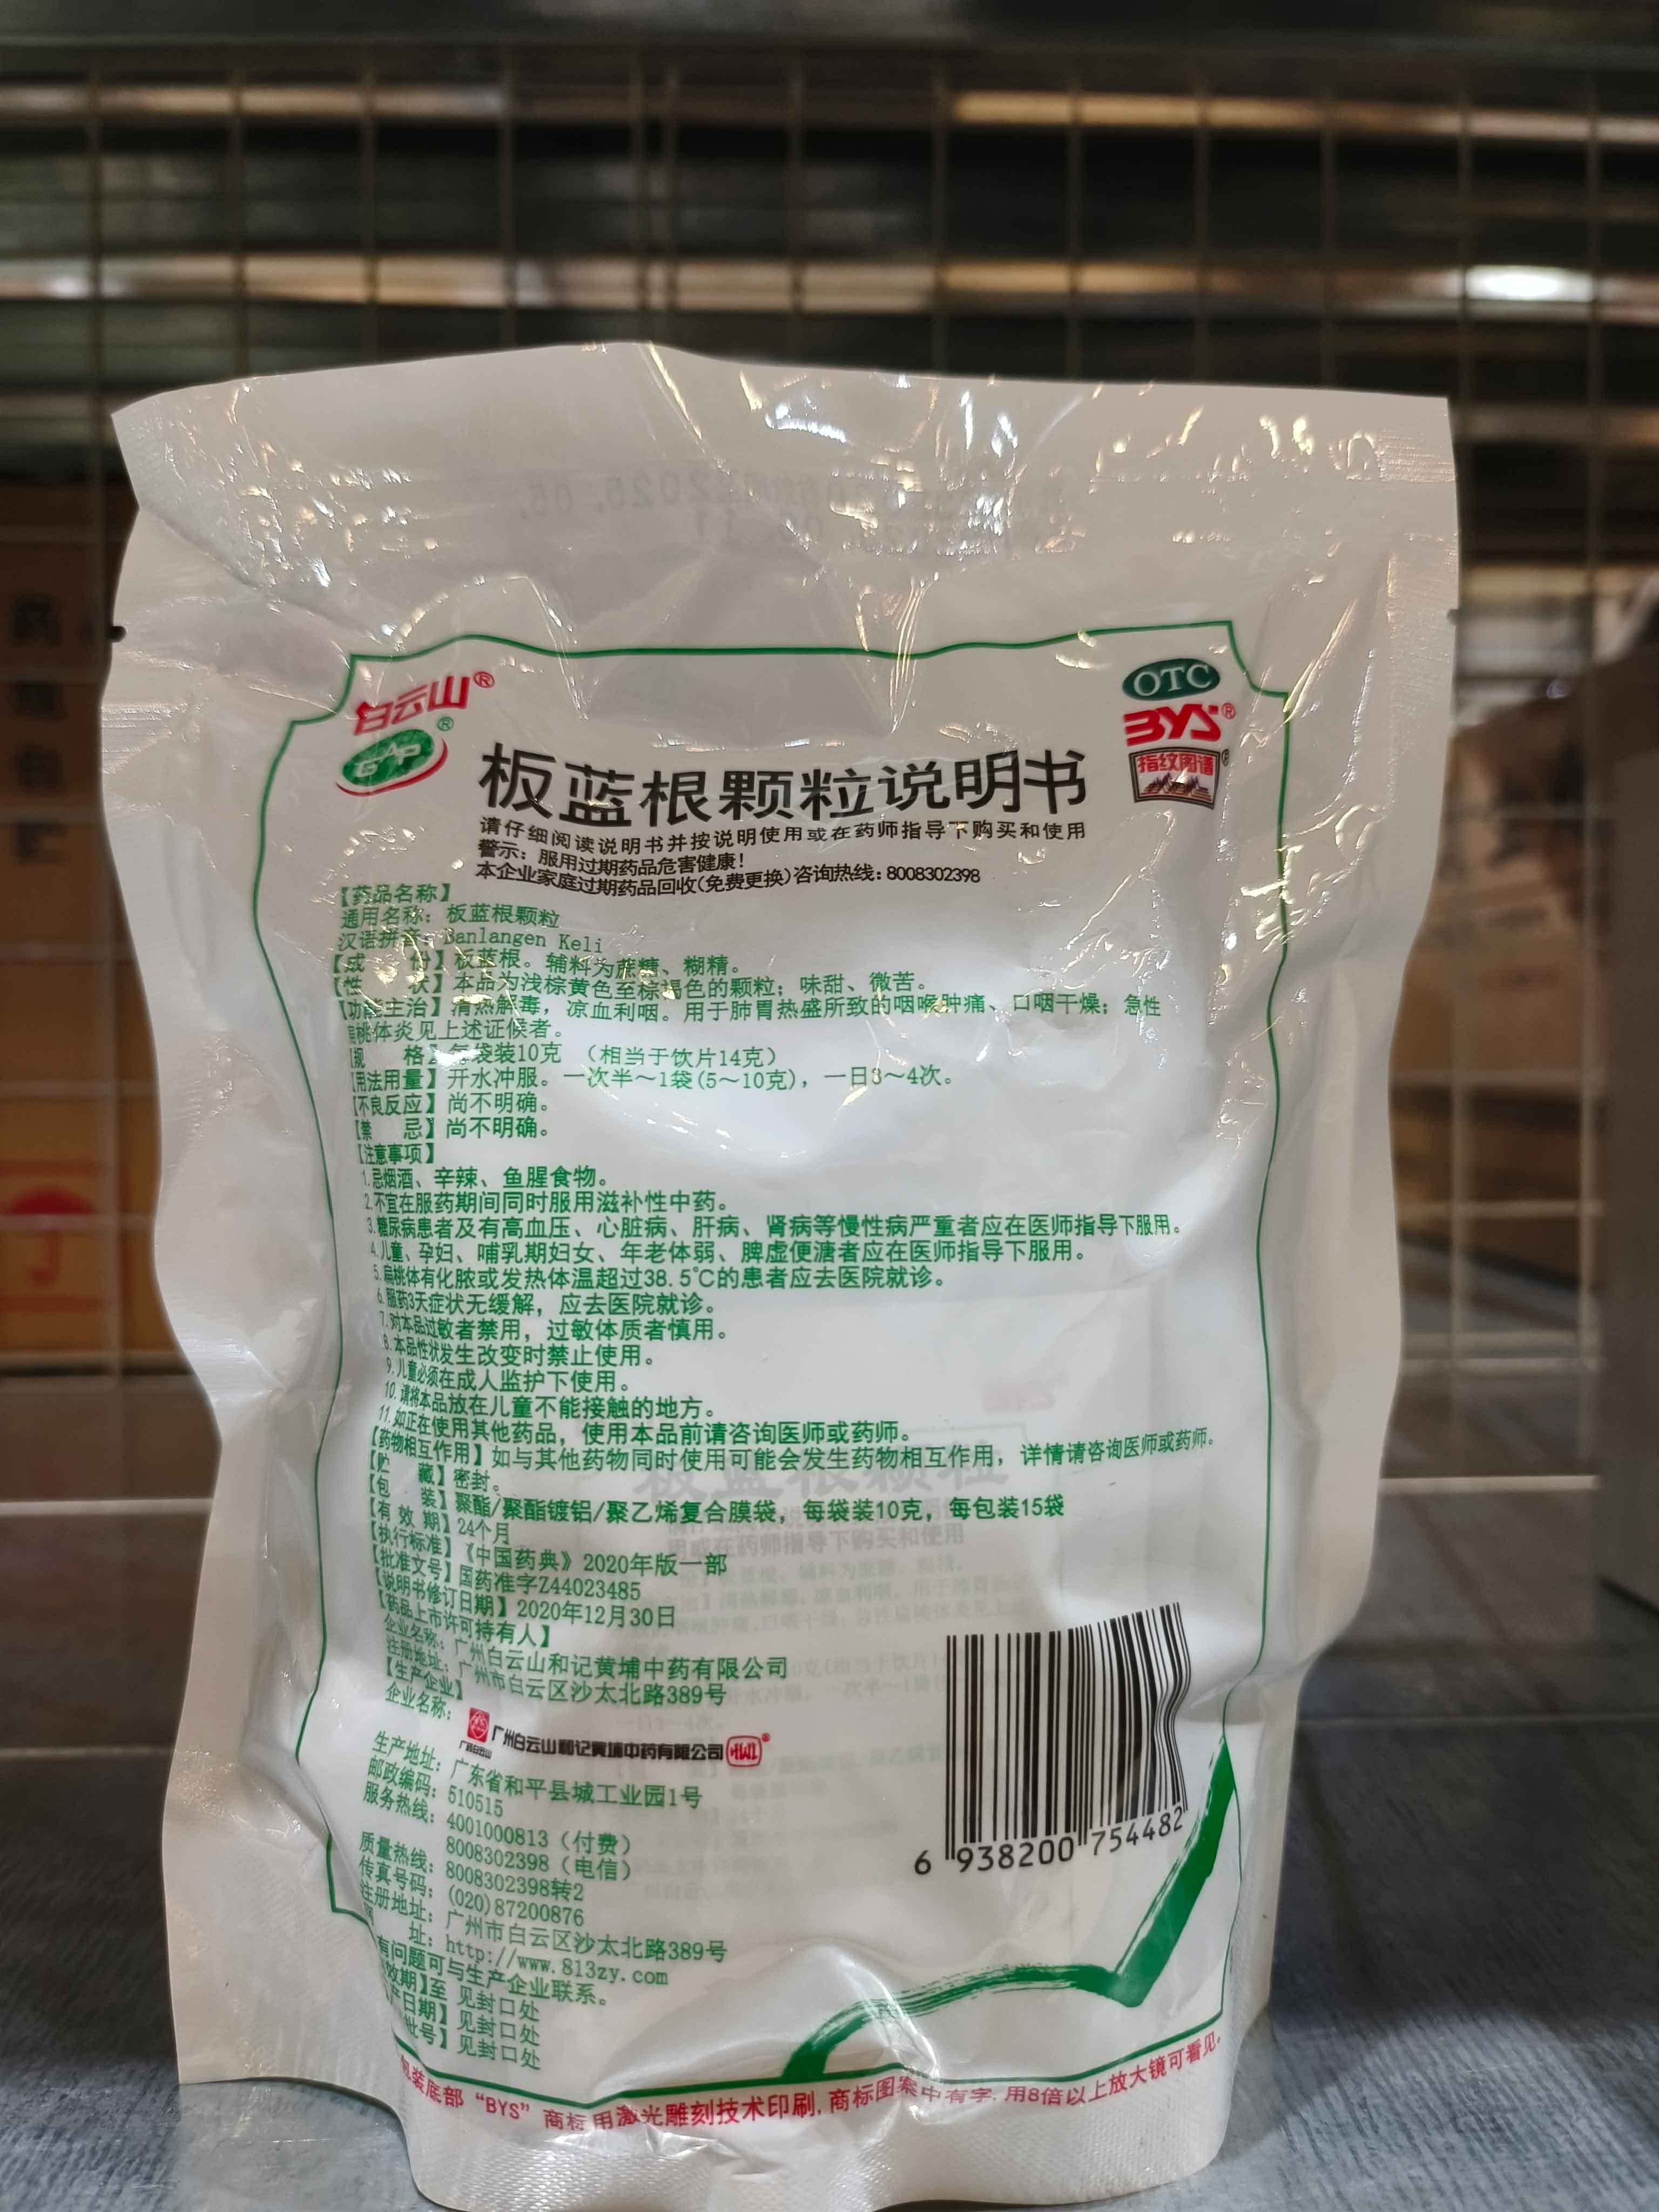 白云山®
GAP®
OTC
BYS®
指纹图谱®
板蓝根颗粒说明书
请仔细阅读说明书并按说明使用或在药师指导下购买和使用
警示：服用过期药品危害健康！
本企业家庭过期药品回收(免费更换)咨询热线：8008302398
【药品名称】
通用名称：板蓝根颗粒
汉语拼音：Banlangen Keli
【成 份】板蓝根。辅料为蔗糖、糊精。
【性 状】本品为浅棕黄色至棕褐色的颗粒；味甜、微苦。
【功能主治】清热解毒，凉血利咽。用于肺胃热盛所致的咽喉肿痛、口咽干燥；急性
扁桃体炎见上述证候者。
【规 格】每袋装10克 （相当于饮片14克）
【用法用量】开水冲服。一次半～1袋(5～10克)，一日3～4次。
【不良反应】尚不明确。
【禁 忌】尚不明确。
【注意事项】
1.忌烟酒、辛辣、鱼腥食物。
2.不宜在服药期间同时服用滋补性中药。
3.糖尿病患者及有高血压、心脏病、肝病、肾病等慢性病严重者应在医师指导下服用。
4.儿童、孕妇、哺乳期妇女、年老体弱、脾虚便溏者应在医师指导下服用。
5.扁桃体有化脓或发热体温超过38.5℃的患者应去医院就诊。
6.服药3天症状无缓解，应去医院就诊。
7.对本品过敏者禁用，过敏体质者慎用。
8.本品性状发生改变时禁止使用。
9.儿童必须在成人监护下使用。
10.请将本品放在儿童不能接触的地方。
11.如正在使用其他药品，使用本品前请咨询医师或药师。
【药物相互作用】如与其他药物同时使用可能会发生药物相互作用，详情请咨询医师或药师。
【贮 藏】密封。
【包 装】聚酯/聚酯镀铝/聚乙烯复合膜袋，每袋装10克，每包装15袋
【有 效 期】24个月
【执行标准】《中国药典》2020年版一部
【批准文号】国药准字Z44023485
【说明书修订日期】2020年12月30日
【药品上市许可持有人】
企业名称：广州白云山和记黄埔中药有限公司
注册地址：广州市白云区沙太北路389号
【生产企业】
企业名称：
广州白云山和记黄埔中药有限公司
生产地址：广东省和平县城工业园1号
邮政编码：510515
服务热线：4001000813（付费）
8008302398（电信）
质量热线：8008302398转2
传真号码：(020)87200876
注册地址：广州市白云区沙太北路389号
网 址：http://www.813zy.com
有问题可与生产企业联系。
效期】至 见封口处
产日期】见封口处
批号】见封口处
6 938200 754482
包装底部“BYS”商标用激光雕刻技术印刷，商标图案中有字，用8倍以上放大镜可看见。